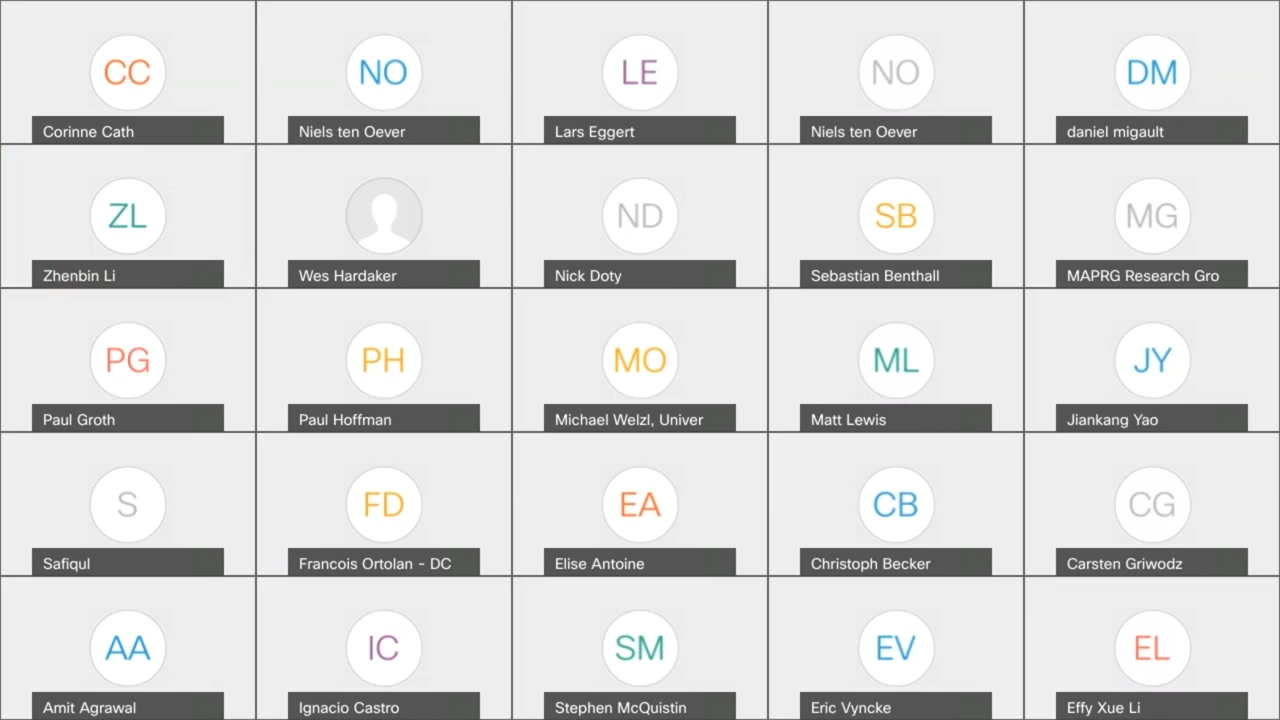 CC NO LE NO DM
Corinne Cath Niels ten Oever Lars Eggert Niels ten Oever daniel migault
ZL ND SB MG
Zhenbin Li Wes Hardaker Nick Doty Sebastian Benthall MAPRG Research Gro
PG PH MO ML JY
Paul Groth Paul Hoffman Michael Welzl, Univer Matt Lewis Jiankang Yao
S FD EA CB CG
Safiqul Francois Ortolan - DC Elise Antoine Christoph Becker Carsten Griwodz
AA IC SM EV EL
Amit Agrawal Ignacio Castro Stephen McQuistin Eric Vyncke Effy Xue Li